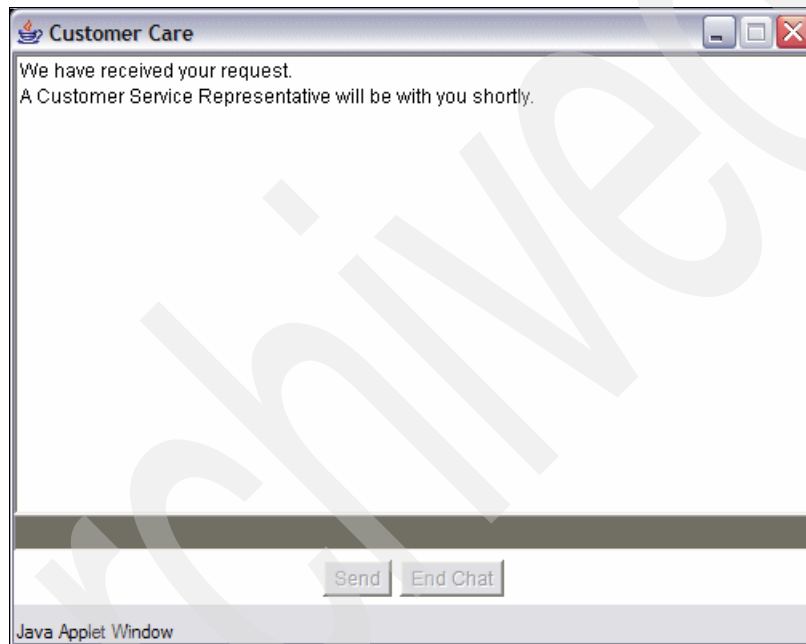 Customer Care
We have received your request.
A Customer Service Representative will be with you shortly.
Send End Chat
Java Applet Window